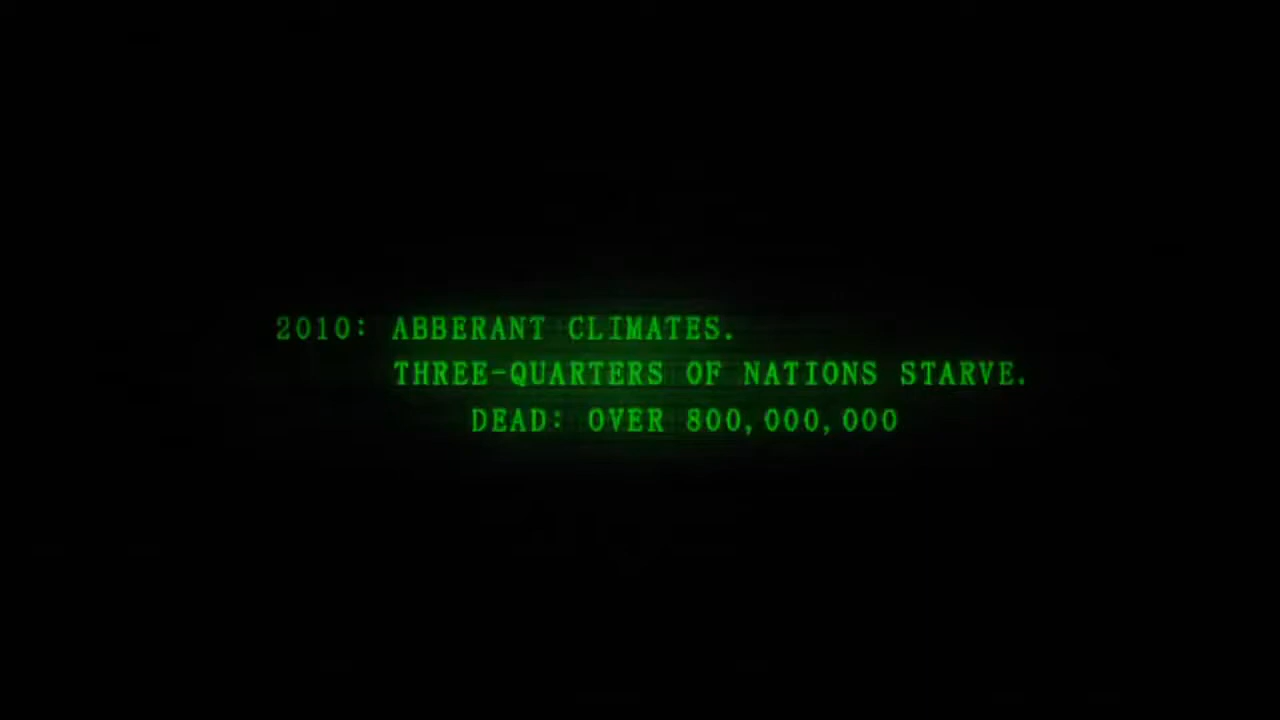 2010: ABBERANT CLIMATES.
THREE-QUARTERS OF NATIONS STARVE.
DEAD: OVER 800,000,000